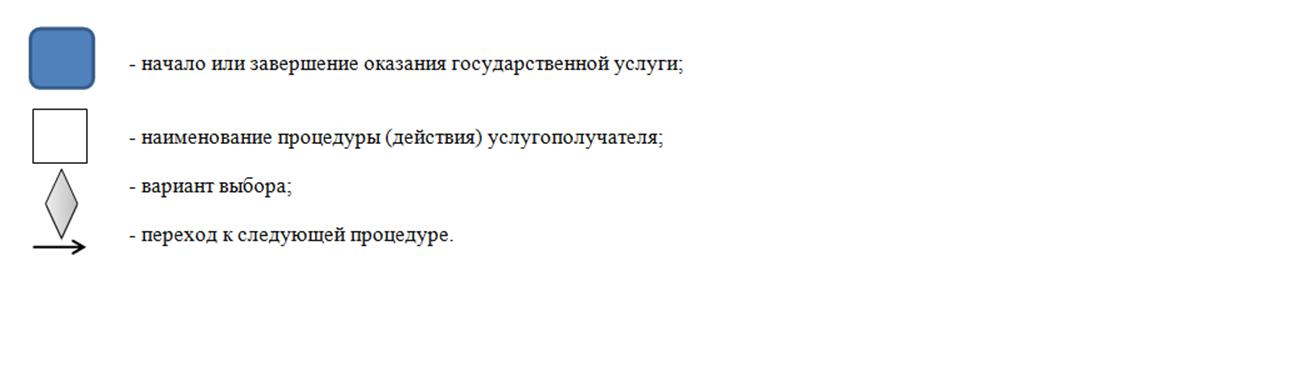 - начало или завершение оказания государственной услуги;
- наименование процедуры (действия) услугополучателя;
- вариант выбора;
- переход к следующей процедуре.